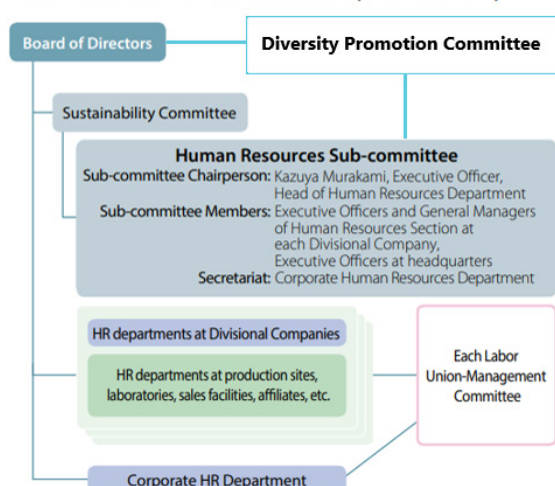 Board of Directors
Diversity Promotion Committee
Sustainability Committee
Human Resources Sub-committee
Sub-committee Chairperson: Kazuya Murakami, Executive Officer,
Head of Human Resources Department
Sub-committee Members: Executive Officers and General Managers
of Human Resources Section at
each Divisional Company,
Executive Officers at headquarters
Secretariat: Corporate Human Resources Department
HR departments at Divisional Companies
HR departments at production sites,
laboratories, sales facilities, affiliates, etc.
Each Labor
Union-Management
Committee
Corporate HR Department